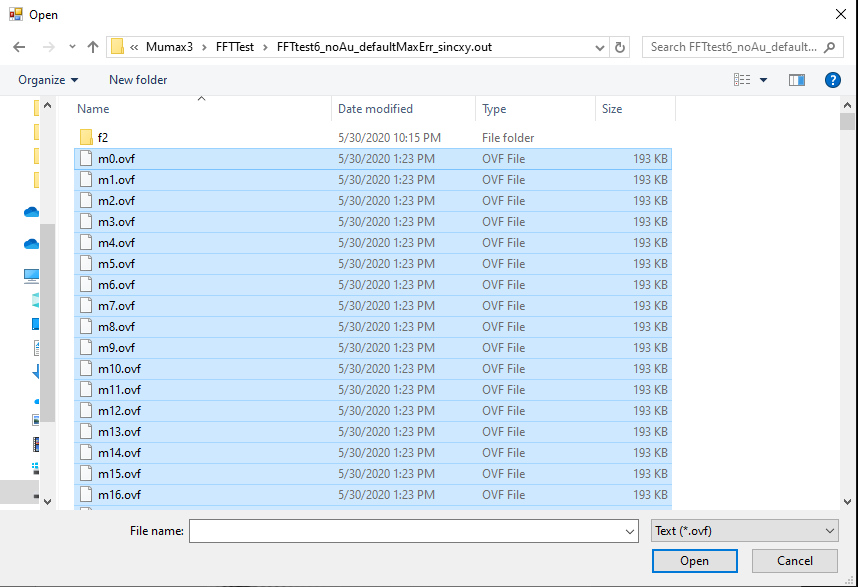 Open
« Mumax3 › FFTTest › FFTtest6_noAu_defaultMaxErr_sincxy.out
Search FFTtest6_noAu_default...
Organize New folder
Name Date modified Type Size
f2 5/30/2020 10:15 PM File folder
m0.ovf 5/30/2020 1:23 PM OVF File 193 KB
m1.ovf 5/30/2020 1:23 PM OVF File 193 KB
m2.ovf 5/30/2020 1:23 PM OVF File 193 KB
m3.ovf 5/30/2020 1:23 PM OVF File 193 KB
m4.ovf 5/30/2020 1:23 PM OVF File 193 KB
m5.ovf 5/30/2020 1:23 PM OVF File 193 KB
m6.ovf 5/30/2020 1:23 PM OVF File 193 KB
m7.ovf 5/30/2020 1:23 PM OVF File 193 KB
m8.ovf 5/30/2020 1:23 PM OVF File 193 KB
m9.ovf 5/30/2020 1:23 PM OVF File 193 KB
m10.ovf 5/30/2020 1:23 PM OVF File 193 KB
m11.ovf 5/30/2020 1:23 PM OVF File 193 KB
m12.ovf 5/30/2020 1:23 PM OVF File 193 KB
m13.ovf 5/30/2020 1:23 PM OVF File 193 KB
m14.ovf 5/30/2020 1:23 PM OVF File 193 KB
m15.ovf 5/30/2020 1:23 PM OVF File 193 KB
m16.ovf 5/30/2020 1:23 PM OVF File 193 KB
File name: Text (*.ovf)
Open Cancel